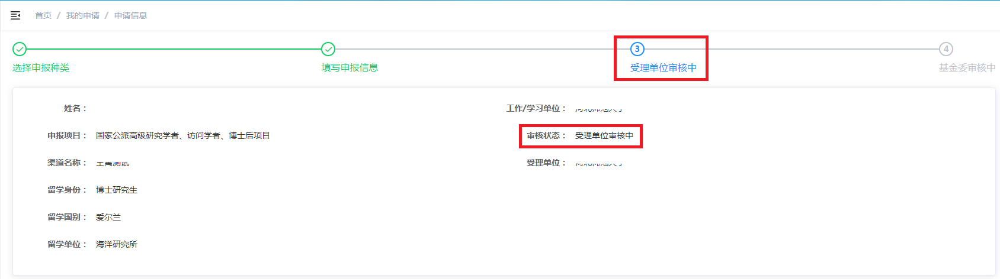 首页 / 我的申请 / 申请信息
3 4
选择申报种类 填写申报信息 受理单位审核中 基金委审核中
姓名： 工作/学习单位：
申报项目： 国家公派高级研究学者、访问学者、博士后项目 审核状态： 受理单位审核中
渠道名称： 受理单位：
留学身份： 博士研究生
留学国别： 爱尔兰
留学单位： 海洋研究所